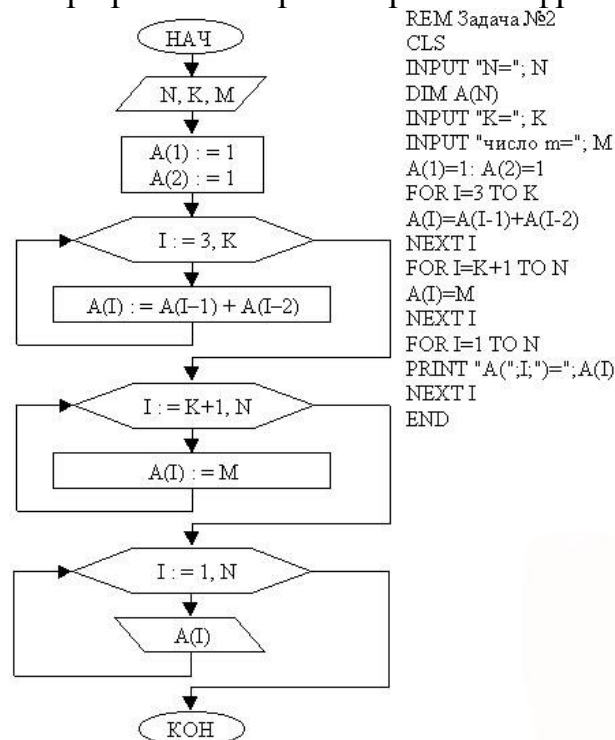 НАЧ
N, K, M
A(1) : = 1
A(2) : = 1
I : = 3, K
A(I) : = A(I–1) + A(I–2)
I : = K+1, N
A(I) : = M
I : = 1, N
A(I)
КОН
REM Задача №2
CLS
INPUT "N="; N
DIM A(N)
INPUT "K="; K
INPUT "число m="; M
A(1)=1: A(2)=1
FOR I=3 TO K
A(I)=A(I-1)+A(I-2)
NEXT I
FOR I=K+1 TO N
A(I)=M
NEXT I
FOR I=1 TO N
PRINT "A(";I;")=";A(I)
NEXT I
END